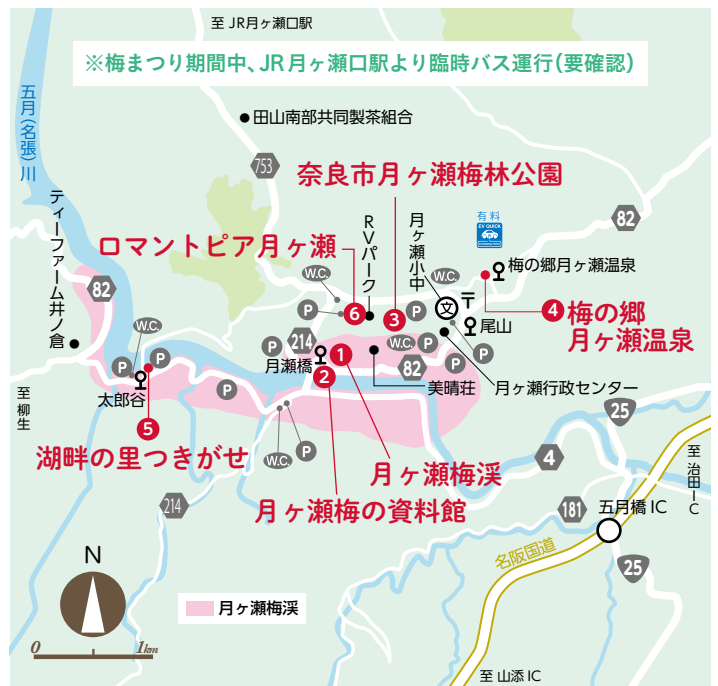 至 JR月ヶ瀬口駅
※梅まつり期間中、JR月ヶ瀬口駅より臨時バス運行（要確認）
五月（名張）川
田山南部共同製茶組合
753
奈良市月ヶ瀬梅林公園
ティーファーム井ノ倉
ロマントピア月ヶ瀬
RVパーク
月ヶ瀬小中
有料
EV QUICK
82
梅の郷月ヶ瀬温泉
W.C.
W.C.
文
〒
82
P
P
6
3
P
尾山
4
梅の郷
月ヶ瀬温泉
W.C.
214
P
月瀬橋
1
2
W.C.
P
P
82
美晴荘
月ヶ瀬行政センター
P
P
P
太郎谷
至 柳生
5
湖畔の里つきがせ
W.C.
P
月ヶ瀬梅渓
月ヶ瀬梅の資料館
25
4
至 治田IC
214
181
五月橋 IC
名阪国道
25
N
月ヶ瀬梅渓
0
1km
至 山添IC